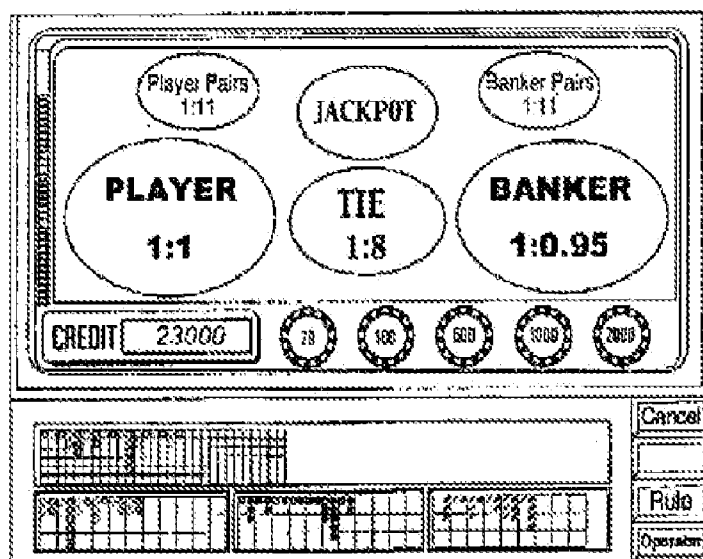 Player Pairs
1:11
JACKPOT
Banker Pairs
1:11
PLAYER
1:1
TIE
1:8
BANKER
1:0.95
CREDIT 23000
100
1000
2000
Cancel
Rule